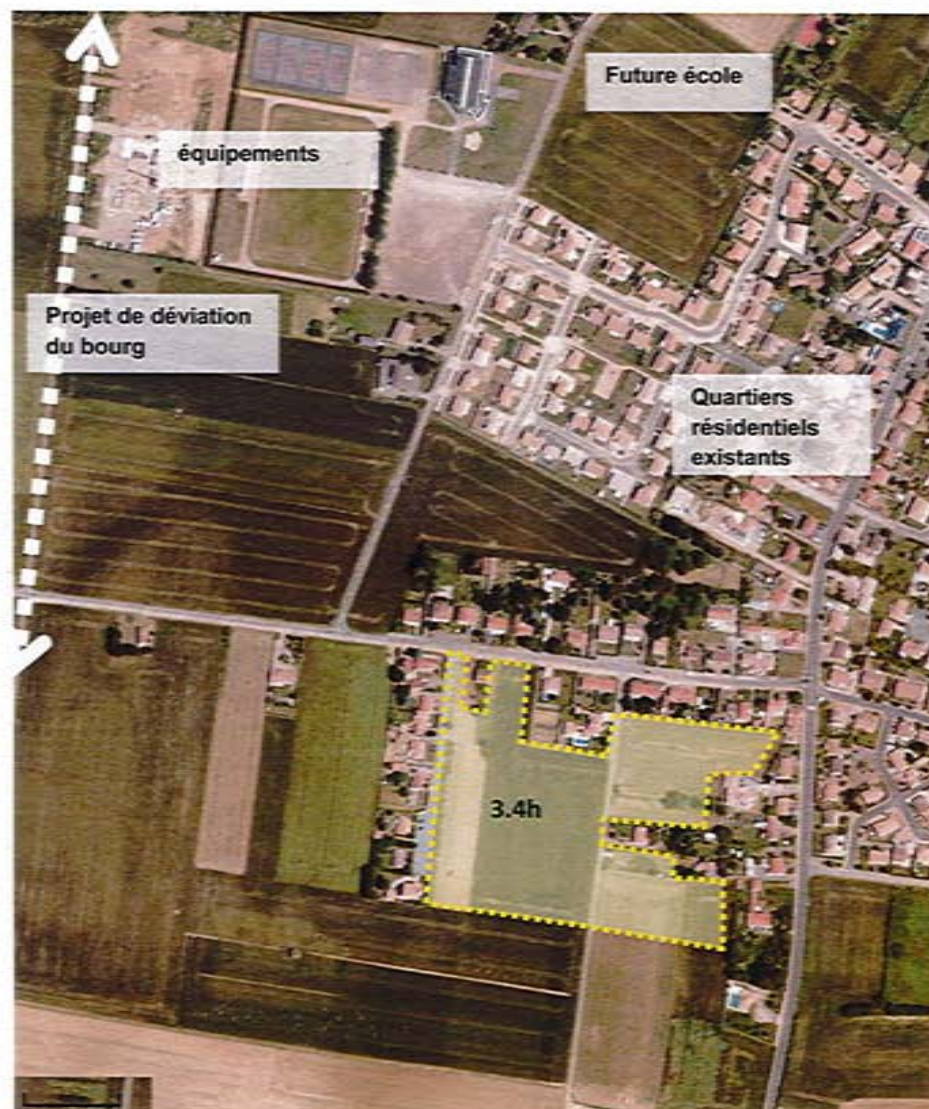 Future école
équipements
Projet de déviation
du bourg
Quartiers
résidentiels
existants
3.4h